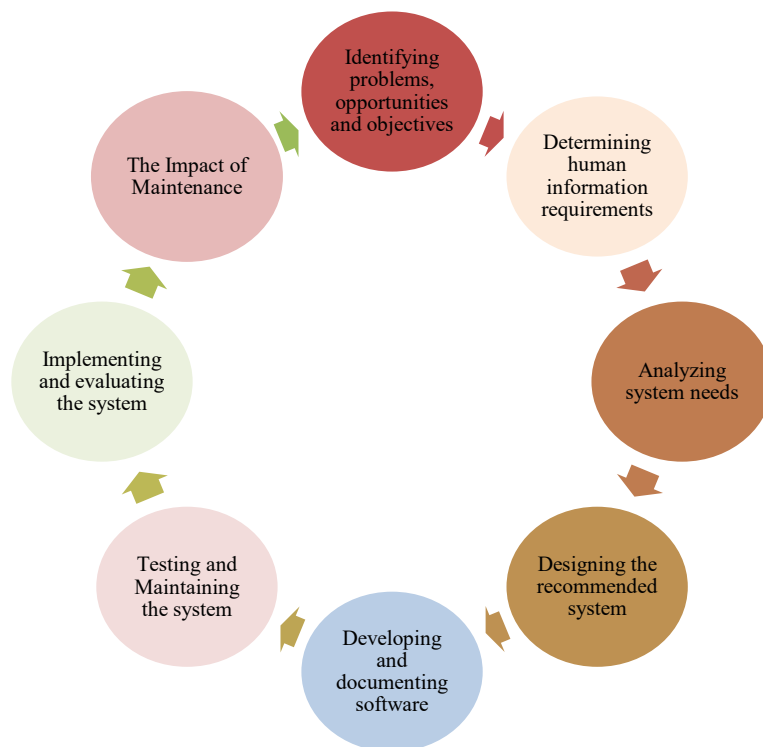 Identifying
problems,
opportunities
and objectives
Determining
human
information
requirements
Analyzing
system needs
Designing the
recommended
system
Developing
and
documenting
software
Testing and
Maintaining
the system
Implementing
and evaluating
the system
The Impact of
Maintenance